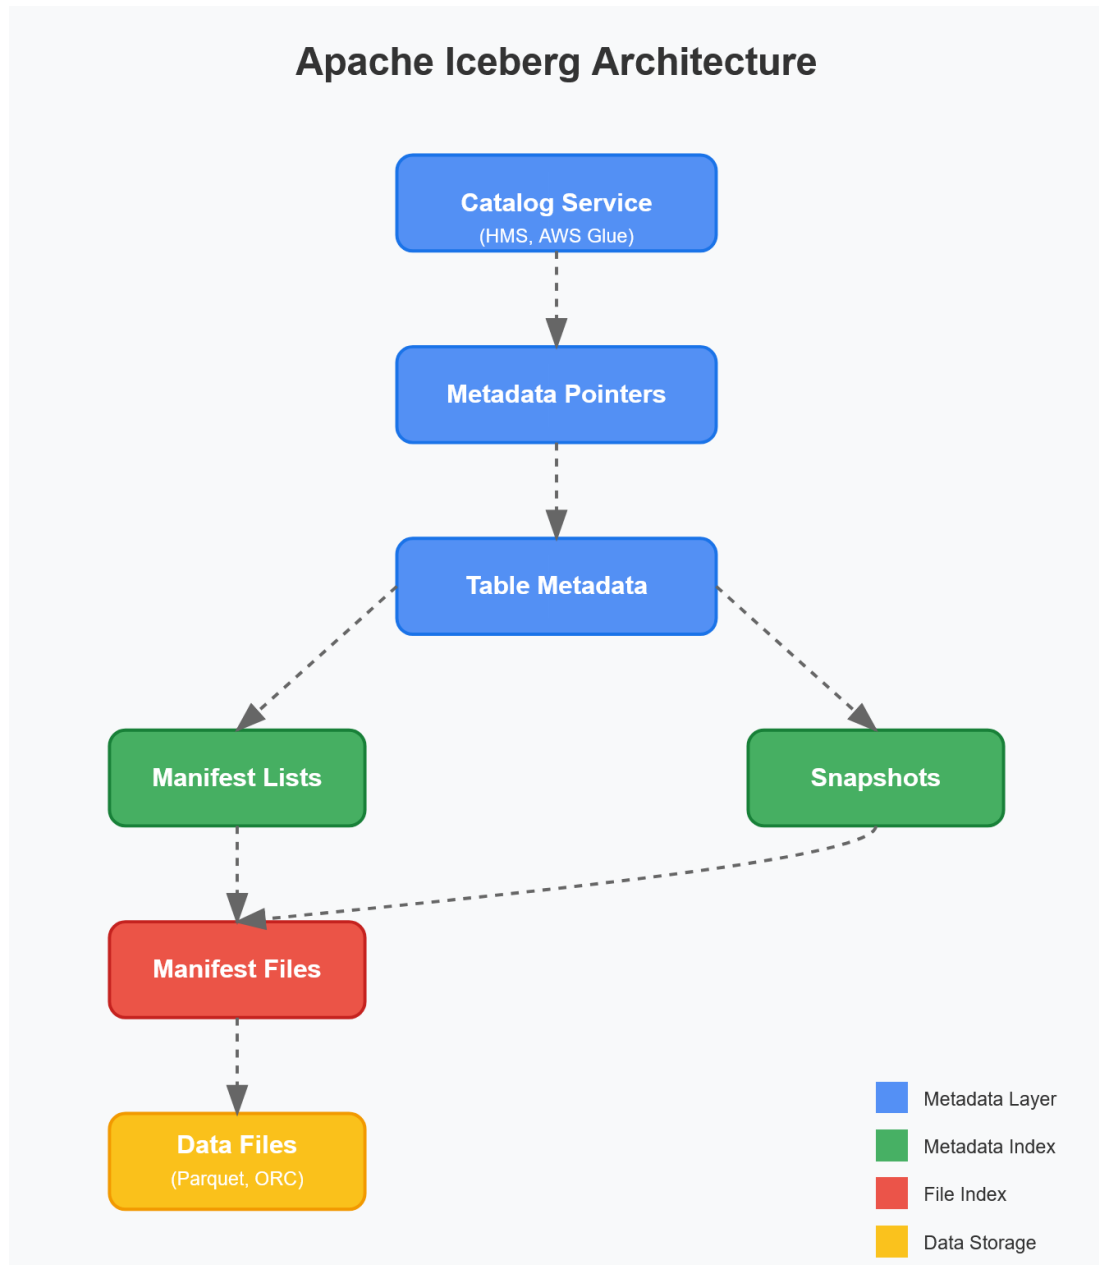 Apache Iceberg Architecture
Catalog Service
(HMS, AWS Glue)
Metadata Pointers
Table Metadata
Manifest Lists
Snapshots
Manifest Files
Data Files
(Parquet, ORC)
Metadata Layer
Metadata Index
File Index
Data Storage